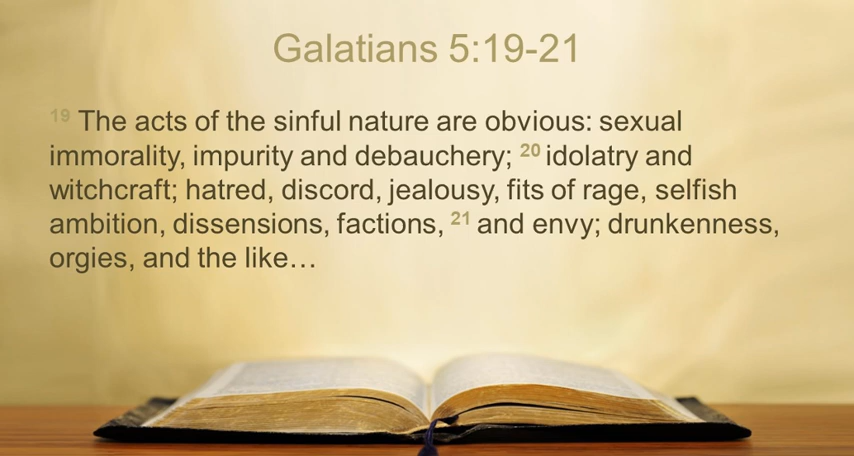 Galatians 5:19-21
19 The acts of the sinful nature are obvious: sexual
immorality, impurity and debauchery; 20 idolatry and
witchcraft; hatred, discord, jealousy, fits of rage, selfish
ambition, dissensions, factions, 21 and envy; drunkenness,
orgies, and the like…